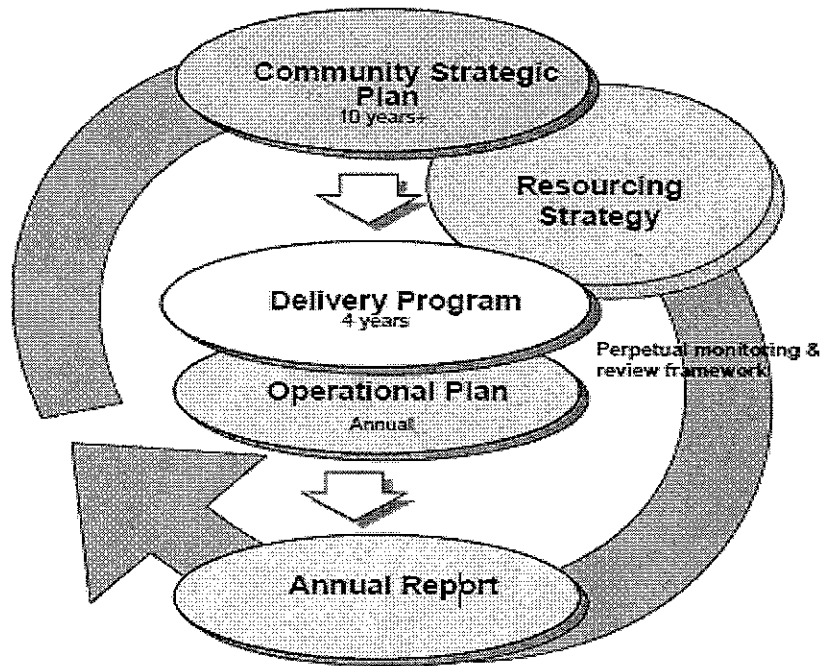 Community Strategic
Plan
10 years+
Resourcing
Strategy
Delivery Program
4 years
Perpetual monitoring &
review framework
Operational Plan
Annual
Annual Report